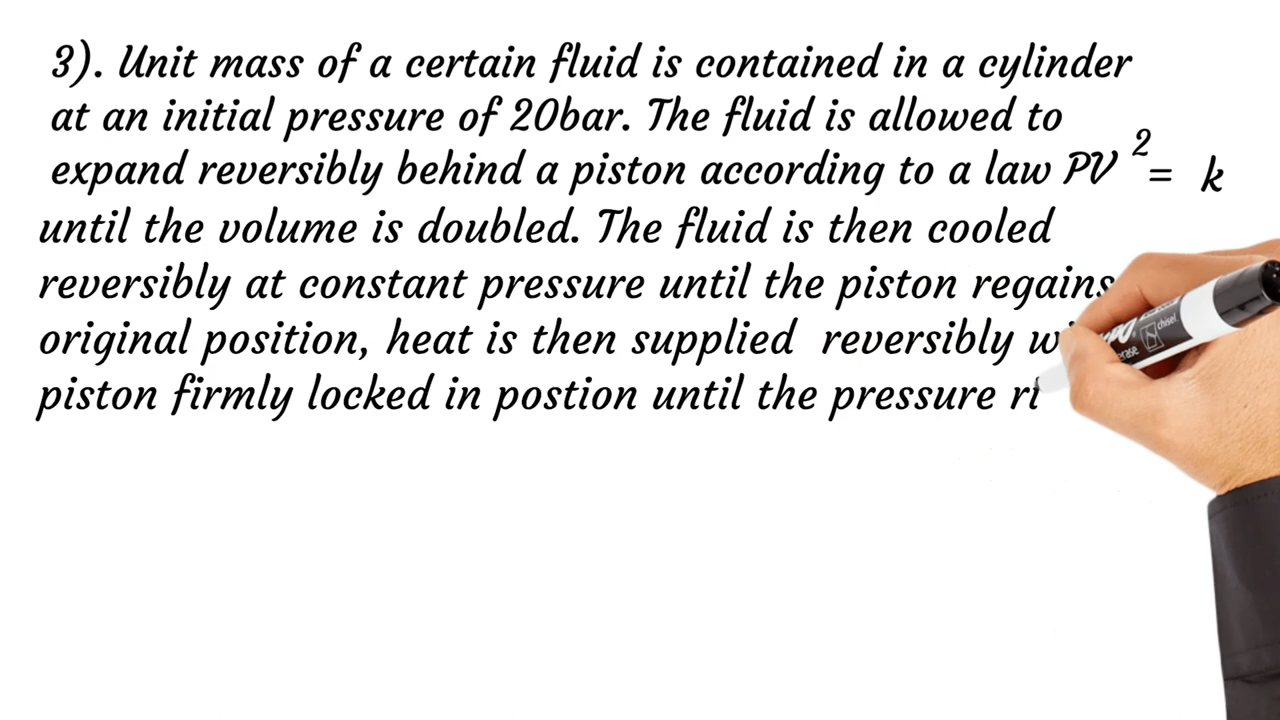 3). Unit mass of a certain fluid is contained in a cylinder
at an initial pressure of 20bar. The fluid is allowed to
expand reversibly behind a piston according to a law PV ² = k
until the volume is doubled. The fluid is then cooled
reversibly at constant pressure until the piston regains
original position, heat is then supplied reversibly
piston firmly locked in postion until the pressure
chisel